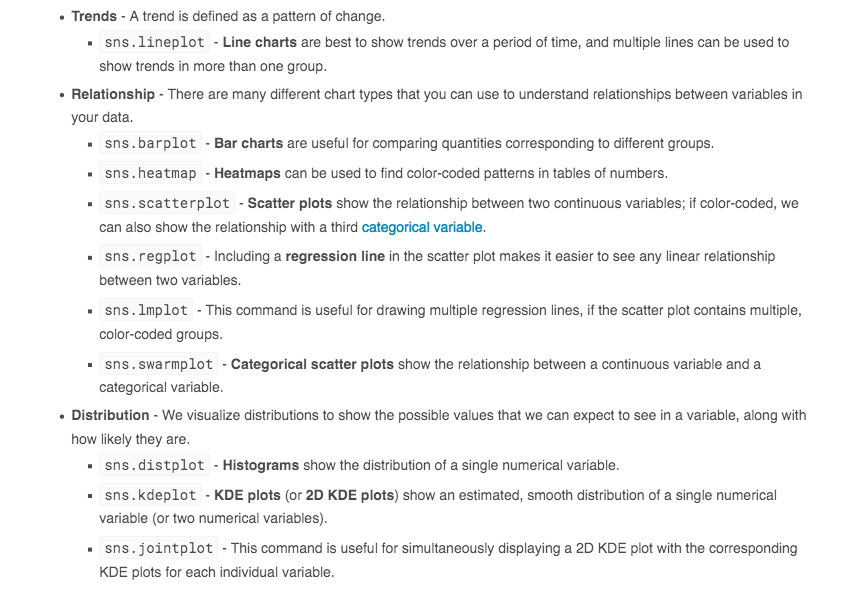 • Trends - A trend is defined as a pattern of change.
▪ sns.lineplot - Line charts are best to show trends over a period of time, and multiple lines can be used to
show trends in more than one group.
• Relationship - There are many different chart types that you can use to understand relationships between variables in
your data.
▪ sns.barplot - Bar charts are useful for comparing quantities corresponding to different groups.
▪ sns.heatmap - Heatmaps can be used to find color-coded patterns in tables of numbers.
▪ sns.scatterplot - Scatter plots show the relationship between two continuous variables; if color-coded, we
can also show the relationship with a third categorical variable.
▪ sns.regplot - Including a regression line in the scatter plot makes it easier to see any linear relationship
between two variables.
▪ sns.lmplot - This command is useful for drawing multiple regression lines, if the scatter plot contains multiple,
color-coded groups.
▪ sns.swarmplot - Categorical scatter plots show the relationship between a continuous variable and a
categorical variable.
• Distribution - We visualize distributions to show the possible values that we can expect to see in a variable, along with
how likely they are.
▪ sns.distplot - Histograms show the distribution of a single numerical variable.
▪ sns.kdeplot - KDE plots (or 2D KDE plots) show an estimated, smooth distribution of a single numerical
variable (or two numerical variables).
▪ sns.jointplot - This command is useful for simultaneously displaying a 2D KDE plot with the corresponding
KDE plots for each individual variable.